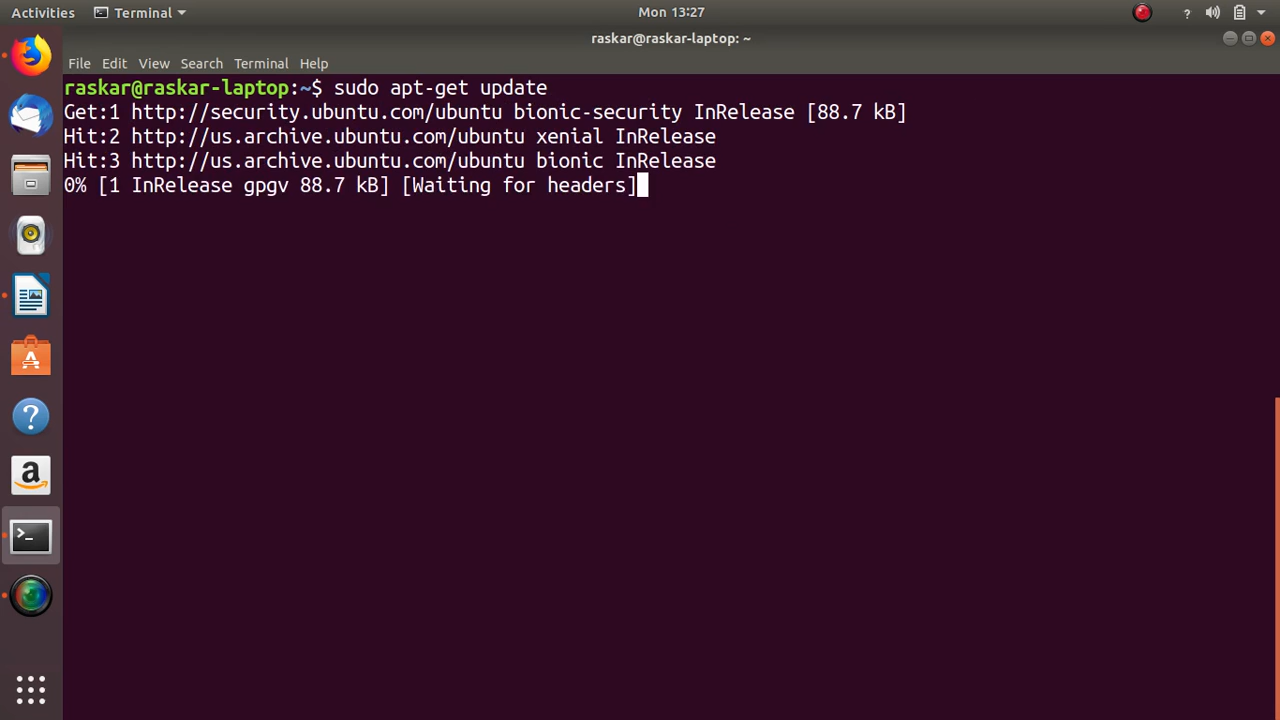 Activities Terminal Mon 13:27 ?
raskar@raskar-laptop: ~
File Edit View Search Terminal Help
raskar@raskar-laptop:~$ sudo apt-get update
Get:1 http://security.ubuntu.com/ubuntu bionic-security InRelease [88.7 kB]
Hit:2 http://us.archive.ubuntu.com/ubuntu xenial InRelease
Hit:3 http://us.archive.ubuntu.com/ubuntu bionic InRelease
0% [1 InRelease gpgv 88.7 kB] [Waiting for headers]